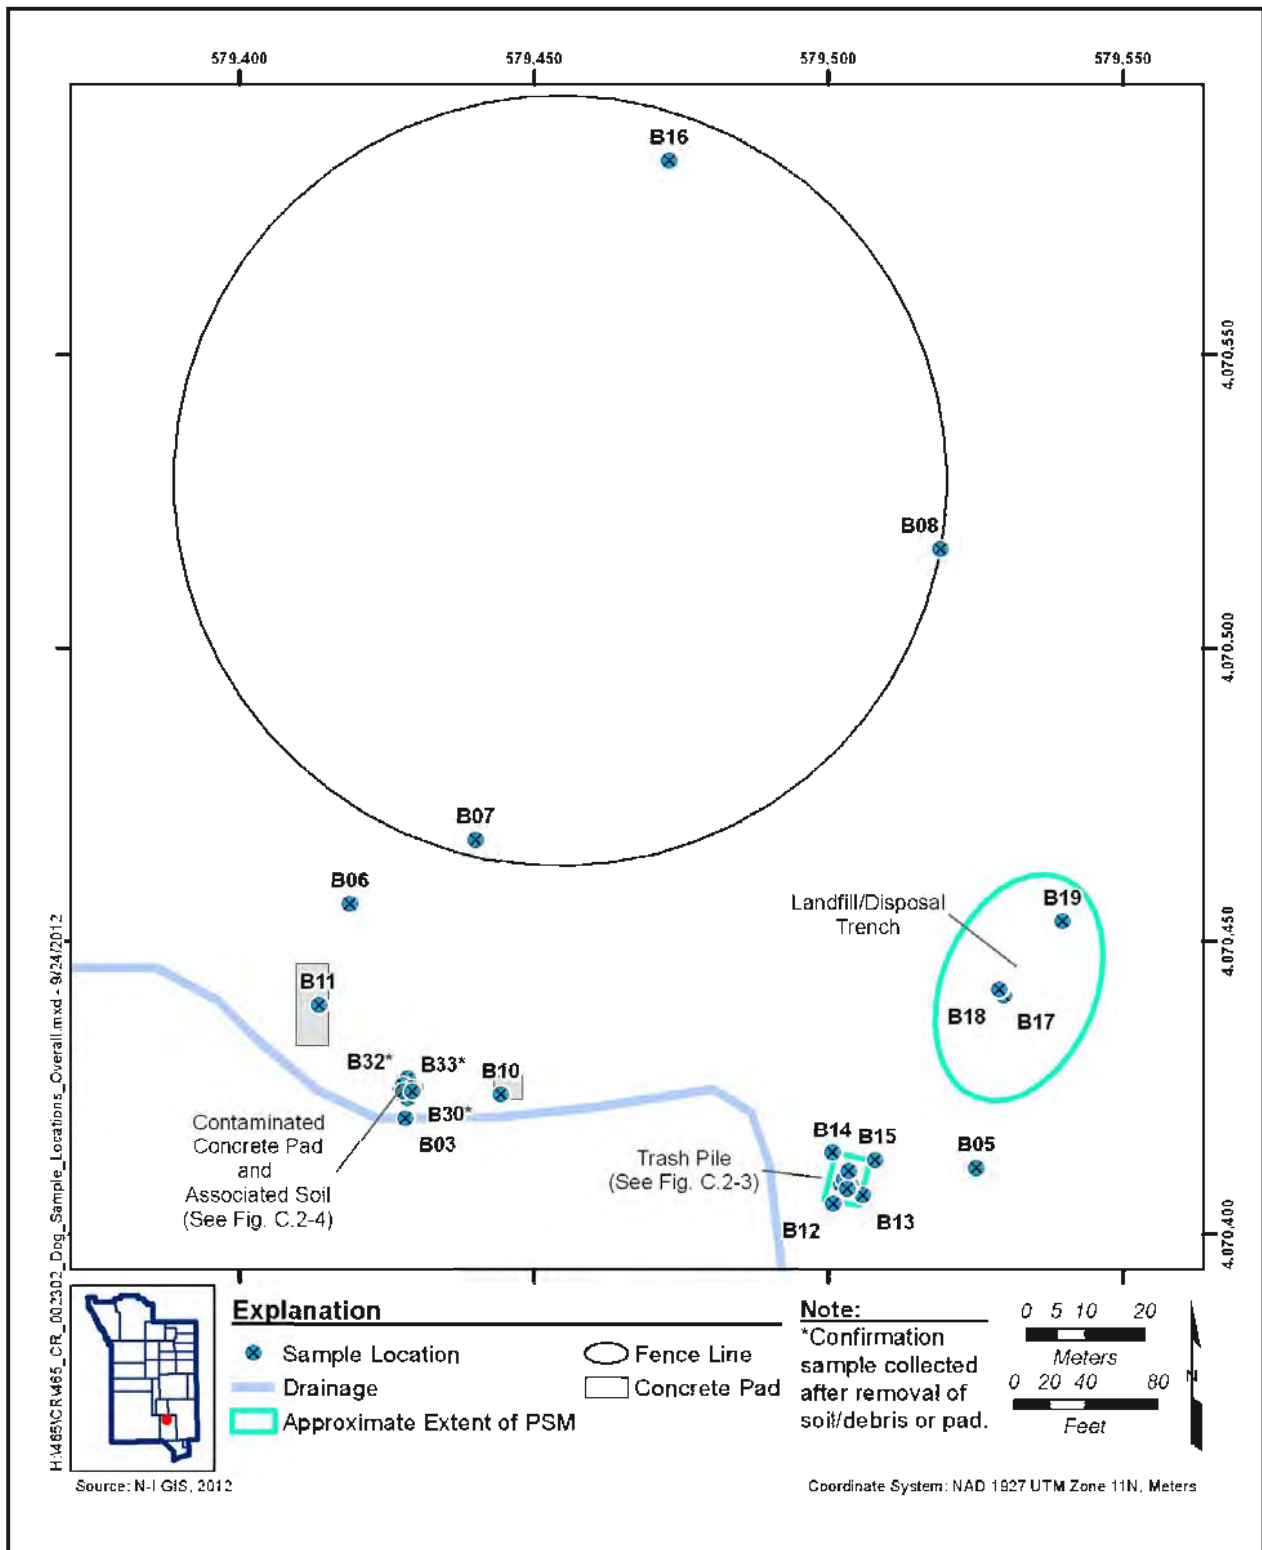 579,400
579,450
579,500
579,550
B16
4,070,550
B08
4,070,500
B07
B06
Landfill/Disposal
Trench
B19
4,070,450
B11
B18
B17
B32*
B33*
B10
B30*
B03
Contaminated
Concrete Pad
and
Associated Soil
(See Fig. C.2-4)
B14
B15
B05
Trash Pile
(See Fig. C.2-3)
B12
B13
4,070,400
H:\465\CR\465_CR_002302_Dog_Sample_Locations_Overall.mxd - 9/24/2012
Explanation
Sample Location
Drainage
Approximate Extent of PSM
Fence Line
Concrete Pad
Note:
*Confirmation
sample collected
after removal of
soil/debris or pad.
0 5 10 20
Meters
0 20 40 80
Feet
N
Source: N-I GIS, 2012
Coordinate System: NAD 1927 UTM Zone 11N, Meters